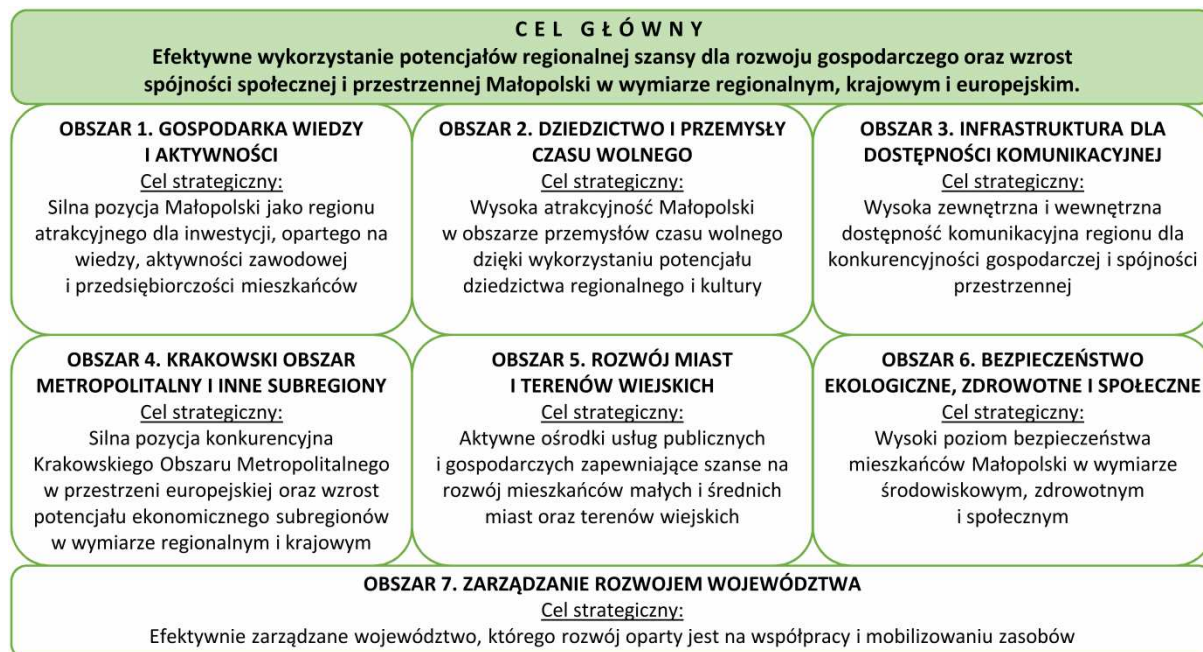 CEL GŁÓWNY
Efektywne wykorzystanie potencjałów regionalnej szansy dla rozwoju gospodarczego oraz wzrost
spójności społecznej i przestrzennej Małopolski w wymiarze regionalnym, krajowym i europejskim.
OBSZAR 1. GOSPODARKA WIEDZY
I AKTYWNOŚCI
Cel strategiczny:
Silna pozycja Małopolski jako regionu
atrakcyjnego dla inwestycji, opartego na
wiedzy, aktywności zawodowej
i przedsiębiorczości mieszkańców
OBSZAR 2. DZIEDZICTWO I PRZEMYSŁY
CZASU WOLNEGO
Cel strategiczny:
Wysoka atrakcyjność Małopolski
w obszarze przemysłów czasu wolnego
dzięki wykorzystaniu potencjału
dziedzictwa regionalnego i kultury
OBSZAR 3. INFRASTRUKTURA DLA
DOSTĘPNOŚCI KOMUNIKACYJNEJ
Cel strategiczny:
Wysoka zewnętrzna i wewnętrzna
dostępność komunikacyjna regionu dla
konkurencyjności gospodarczej i spójności
przestrzennej
OBSZAR 4. KRAKOWSKI OBSZAR
METROPOLITALNY I INNE SUBREGIONY
Cel strategiczny:
Silna pozycja konkurencyjna
Krakowskiego Obszaru Metropolitalnego
w przestrzeni europejskiej oraz wzrost
potencjału ekonomicznego subregionów
w wymiarze regionalnym i krajowym
OBSZAR 5. ROZWÓJ MIAST
I TERENÓW WIEJSKICH
Cel strategiczny:
Aktywne ośrodki usług publicznych
i gospodarczych zapewniające szanse na
rozwój mieszkańców małych i średnich
miast oraz terenów wiejskich
OBSZAR 6. BEZPIECZEŃSTWO
EKOLOGICZNE, ZDROWOTNE I SPOŁECZNE
Cel strategiczny:
Wysoki poziom bezpieczeństwa
mieszkańców Małopolski w wymiarze
środowiskowym, zdrowotnym
i społecznym
OBSZAR 7. ZARZĄDZANIE ROZWOJEM WOJEWÓDZTWA
Cel strategiczny:
Efektywnie zarządzane województwo, którego rozwój oparty jest na współpracy i mobilizowaniu zasobów